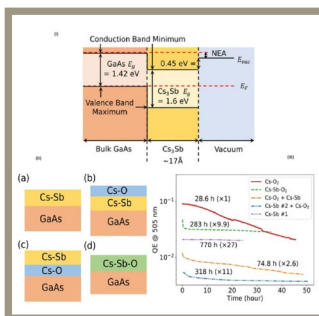 (i)
Conduction Band Minimum
NEA
GaAs Eg
= 1.42 eV
0.45 eV =
Evac
Cs3Sb Eg
= 1.6 eV
EF
Valence Band
Maximum
Bulk GaAs
Cs3Sb
~17Å
Vacuum
(ii)
(iii)
(a)
Cs-Sb
GaAs
(b)
Cs-O
Cs-Sb
GaAs
(c)
Cs-Sb
Cs-O
GaAs
(d)
Cs-Sb-O
GaAs
QE @ 505 nm
10⁻¹
10⁻²
Cs-O2
Cs-Sb-O2
Cs-O2 + Cs-Sb
Cs-Sb #2 + Cs-O2
Cs-Sb #1
28.6 h (×1)
283 h (×9.9)
770 h (×27)
74.8 h (×2.6)
318 h (×11)
0
10
20
30
40
50
Time (hour)